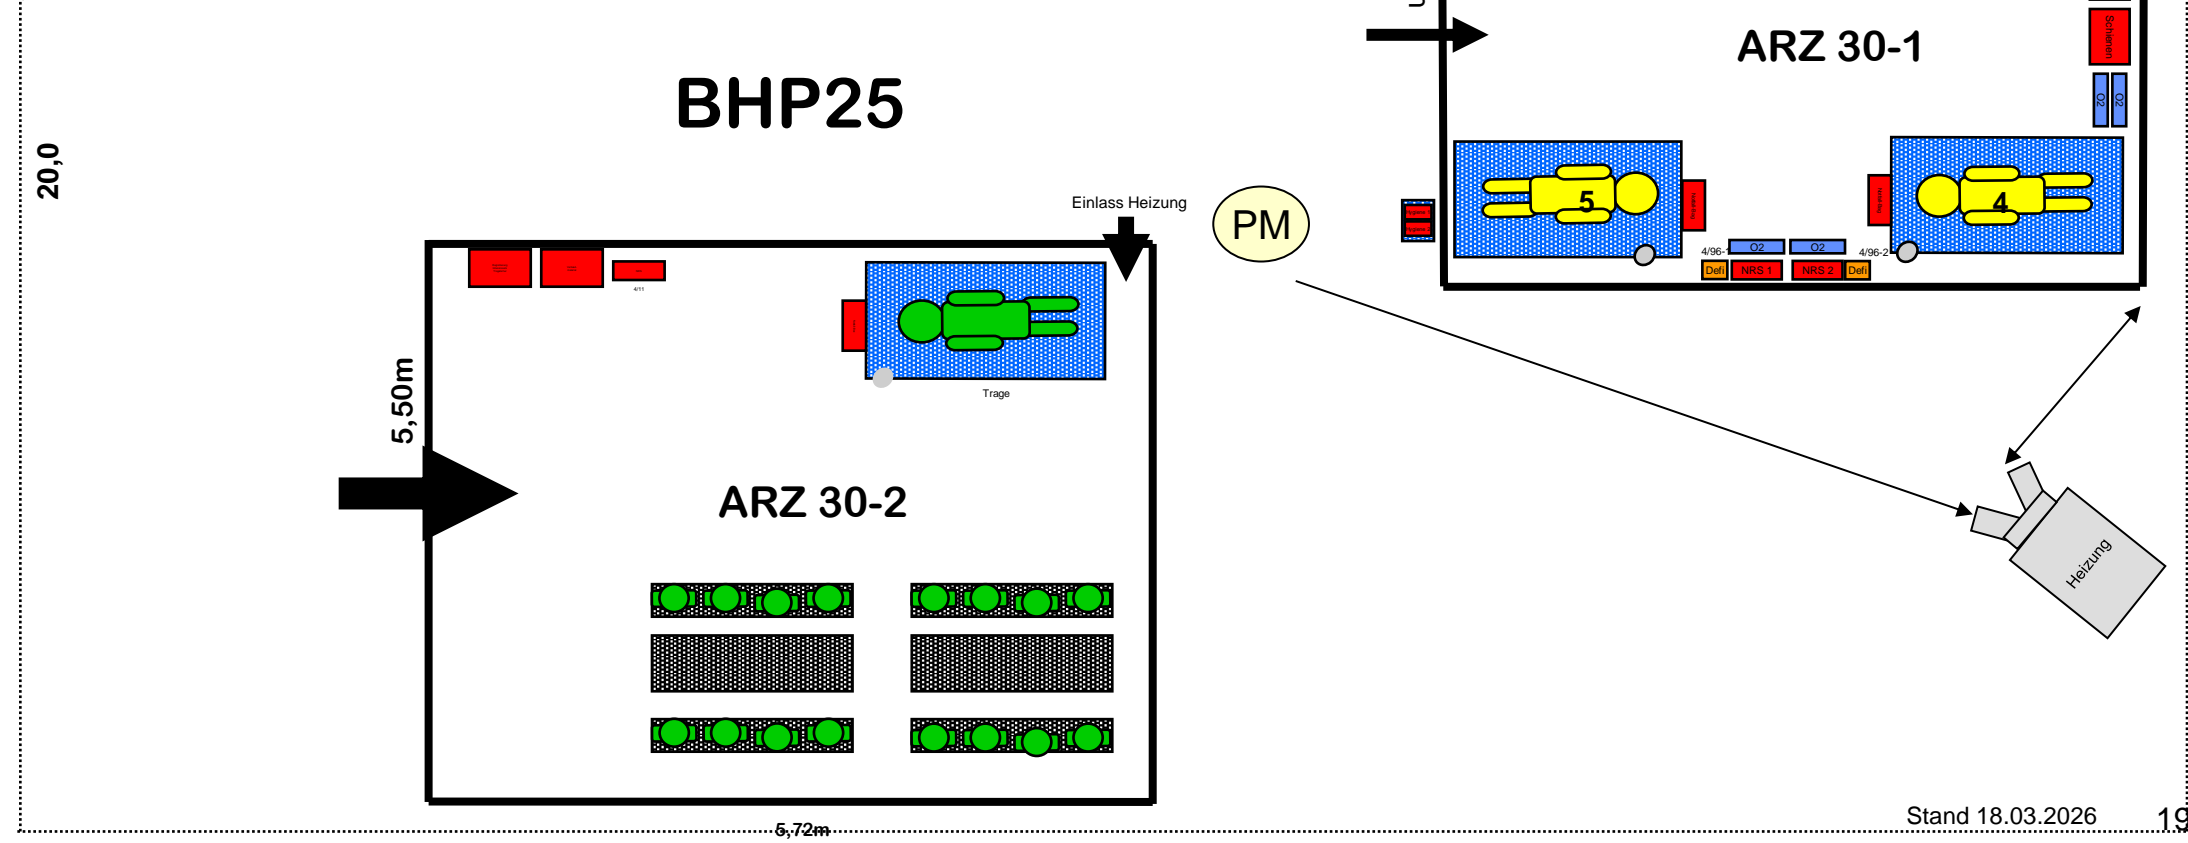 Schienen
ARZ 30-1
O2
O2
BHP25
20,0
5
4
Einlass Heizung
PM
4/96-
O2
O2
4/96-2
Defi
NRS 1
NRS 2
Defi
4/11
Trage
5,50m
ARZ 30-2
Heizung
Stand 18.03.2026
19
5,72m